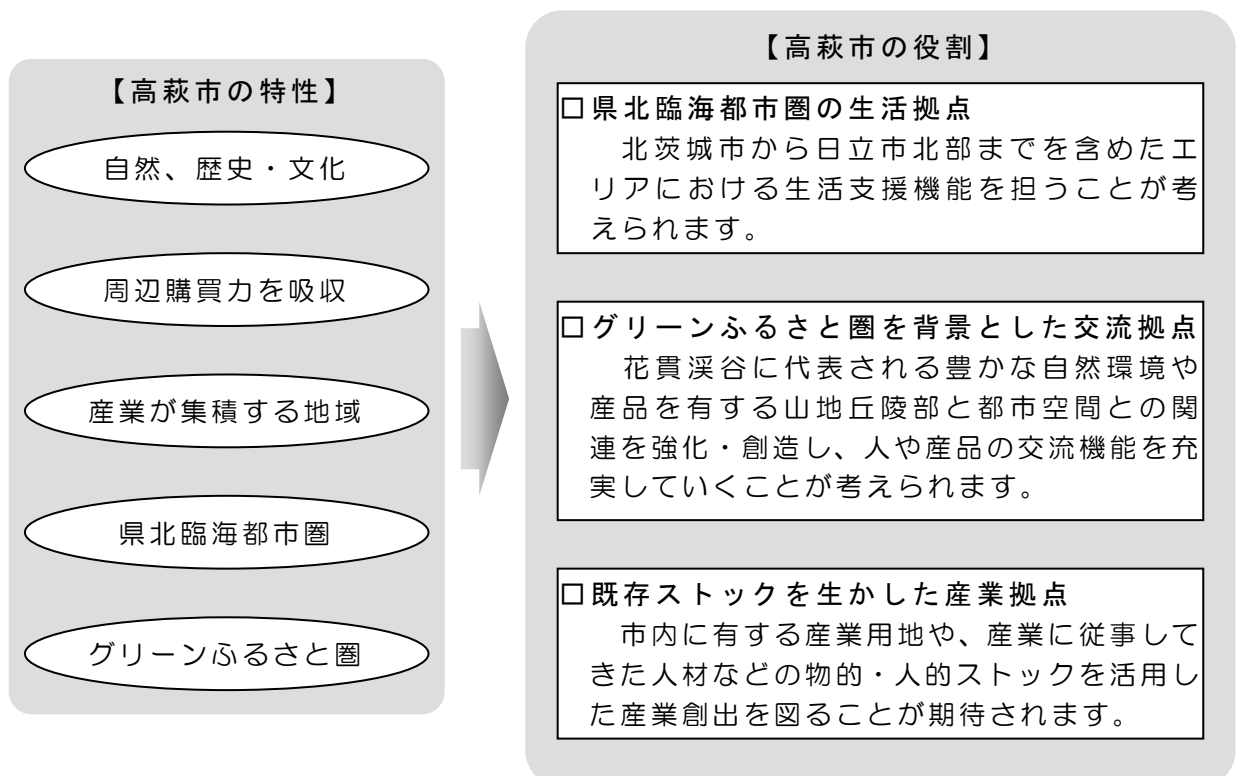 【高萩市の特性】
自然、歴史・文化
周辺購買力を吸収
産業が集積する地域
県北臨海都市圏
グリーンふるさと圏
【高萩市の役割】
□県北臨海都市圏の生活拠点
北茨城市から日立市北部までを含めたエ
リアにおける生活支援機能を担うことが考
えられます。
□グリーンふるさと圏を背景とした交流拠点
花貫渓谷に代表される豊かな自然環境や
産品を有する山地丘陵部と都市空間との関
連を強化・創造し、人や産品の交流機能を充
実していくことが考えられます。
□既存ストックを生かした産業拠点
市内に有する産業用地や、産業に従事して
きた人材などの物的・人的ストックを活用し
た産業創出を図ることが期待されます。